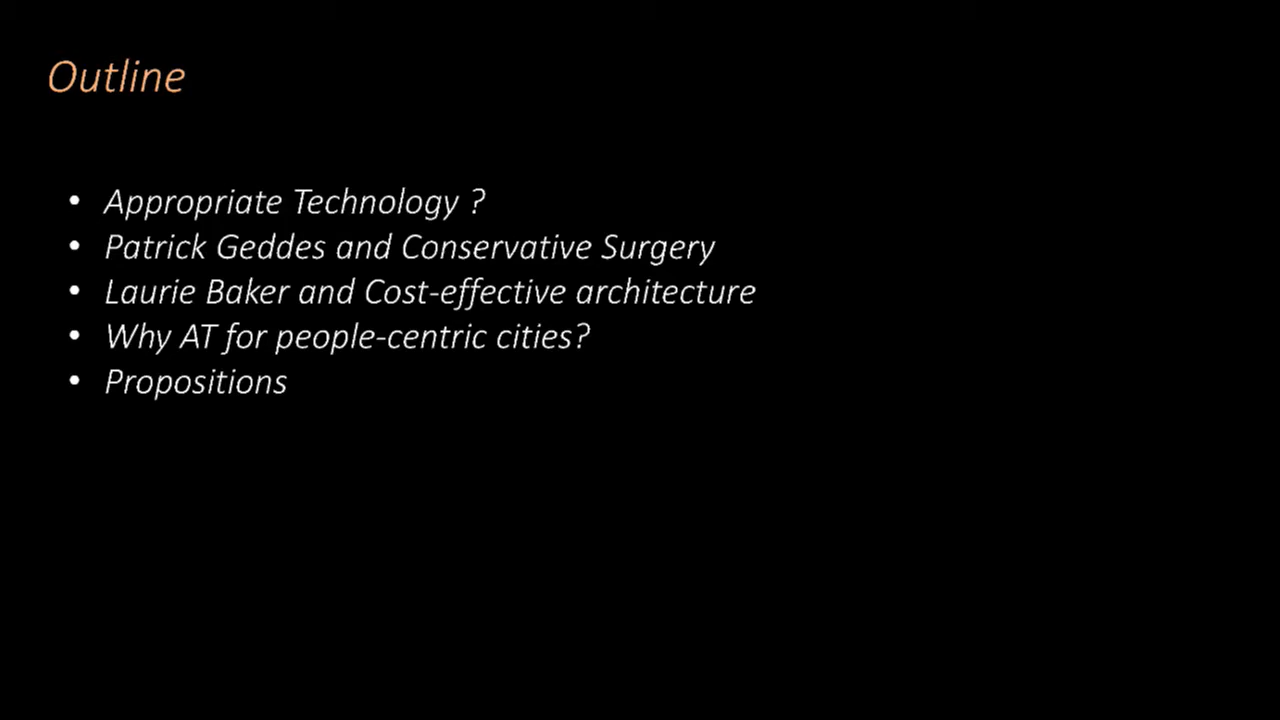 Outline
• Appropriate Technology ?
• Patrick Geddes and Conservative Surgery
• Laurie Baker and Cost-effective architecture
• Why AT for people-centric cities?
• Propositions